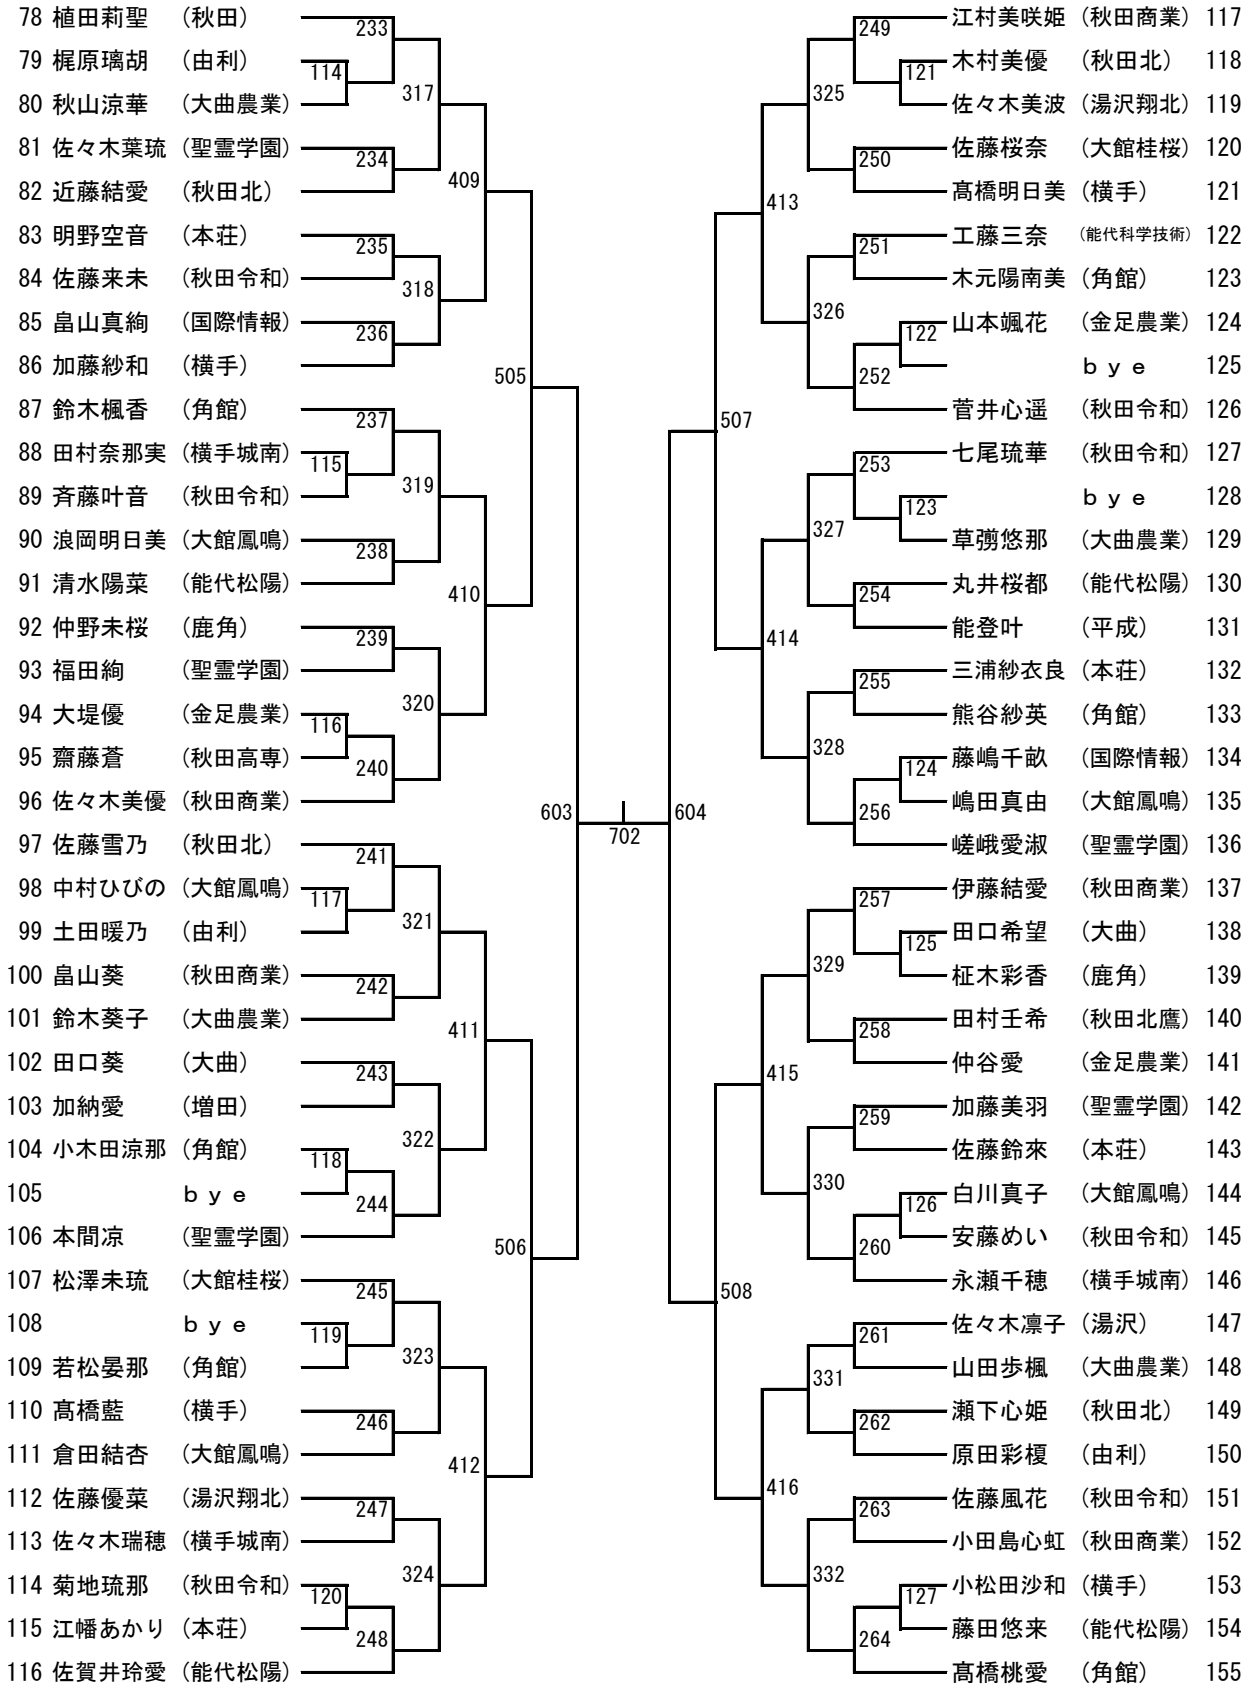 78 植田莉聖 (秋田)
79 梶原璃胡 (由利)
80 秋山涼華 (大曲農業)
81 佐々木葉琉 (聖霊学園)
82 近藤結愛 (秋田北)
83 明野空音 (本荘)
84 佐藤来未 (秋田令和)
85 畠山真絢 (国際情報)
86 加藤紗和 (横手)
87 鈴木楓香 (角館)
88 田村奈那実 (横手城南)
89 斉藤叶音 (秋田令和)
90 浪岡明日美 (大館鳳鳴)
91 清水陽菜 (能代松陽)
92 仲野未桜 (鹿角)
93 福田絢 (聖霊学園)
94 大堤優 (金足農業)
95 齋藤蒼 (秋田高専)
96 佐々木美優 (秋田商業)
97 佐藤雪乃 (秋田北)
98 中村ひびの (大館鳳鳴)
99 土田暖乃 (由利)
100 畠山葵 (秋田商業)
101 鈴木葵子 (大曲農業)
102 田口葵 (大曲)
103 加納愛 (増田)
104 小木田涼那 (角館)
105 ｂｙｅ
106 本間凉 (聖霊学園)
107 松澤未琉 (大館桂桜)
108 ｂｙｅ
109 若松晏那 (角館)
110 髙橋藍 (横手)
111 倉田結杏 (大館鳳鳴)
112 佐藤優菜 (湯沢翔北)
113 佐々木瑞穂 (横手城南)
114 菊地琉那 (秋田令和)
115 江幡あかり (本荘)
116 佐賀井玲愛 (能代松陽)
233
114
317
234
409
235
318
236
505
237
115
319
238
410
239
116
320
240
603
241
117
321
242
411
243
118
322
244
506
245
119
323
246
412
247
120
324
248
702
604
249
121
325
250
413
251
326
122
252
507
253
123
327
254
414
255
328
124
256
257
125
329
258
415
259
330
126
260
508
261
331
262
416
263
332
127
264
江村美咲姫 (秋田商業) 117
木村美優 (秋田北) 118
佐々木美波 (湯沢翔北) 119
佐藤桜奈 (大館桂桜) 120
髙橋明日美 (横手) 121
工藤三奈 (能代科学技術) 122
木元陽南美 (角館) 123
山本颯花 (金足農業) 124
ｂｙｅ 125
菅井心遥 (秋田令和) 126
七尾琉華 (秋田令和) 127
ｂｙｅ 128
草彅悠那 (大曲農業) 129
丸井桜都 (能代松陽) 130
能登叶 (平成) 131
三浦紗衣良 (本荘) 132
熊谷紗英 (角館) 133
藤嶋千畝 (国際情報) 134
嶋田真由 (大館鳳鳴) 135
嵯峨愛淑 (聖霊学園) 136
伊藤結愛 (秋田商業) 137
田口希望 (大曲) 138
柾木彩香 (鹿角) 139
田村壬希 (秋田北鷹) 140
仲谷愛 (金足農業) 141
加藤美羽 (聖霊学園) 142
佐藤鈴來 (本荘) 143
白川真子 (大館鳳鳴) 144
安藤めい (秋田令和) 145
永瀬千穂 (横手城南) 146
佐々木凛子 (湯沢) 147
山田歩楓 (大曲農業) 148
瀬下心姫 (秋田北) 149
原田彩榎 (由利) 150
佐藤風花 (秋田令和) 151
小田島心虹 (秋田商業) 152
小松田沙和 (横手) 153
藤田悠来 (能代松陽) 154
髙橋桃愛 (角館) 155